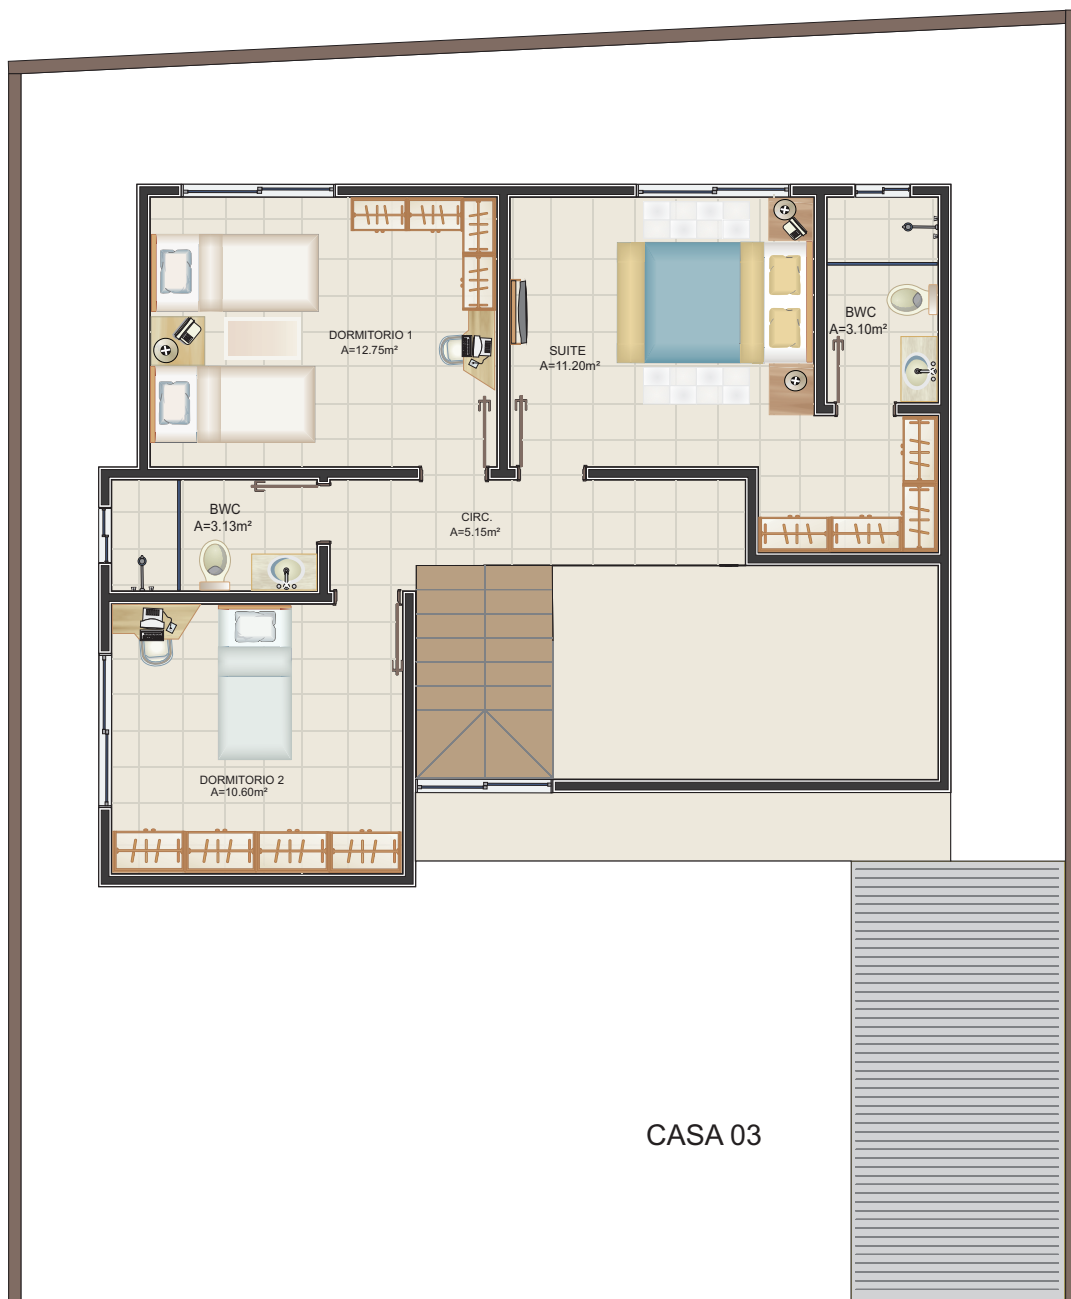 DORMITORIO 1
A=12.75m²
SUITE
A=11.20m²
BWC
A=3.10m²
BWC
A=3.13m²
CIRC.
A=5.15m²
DORMITORIO 2
A=10.60m²
CASA 03